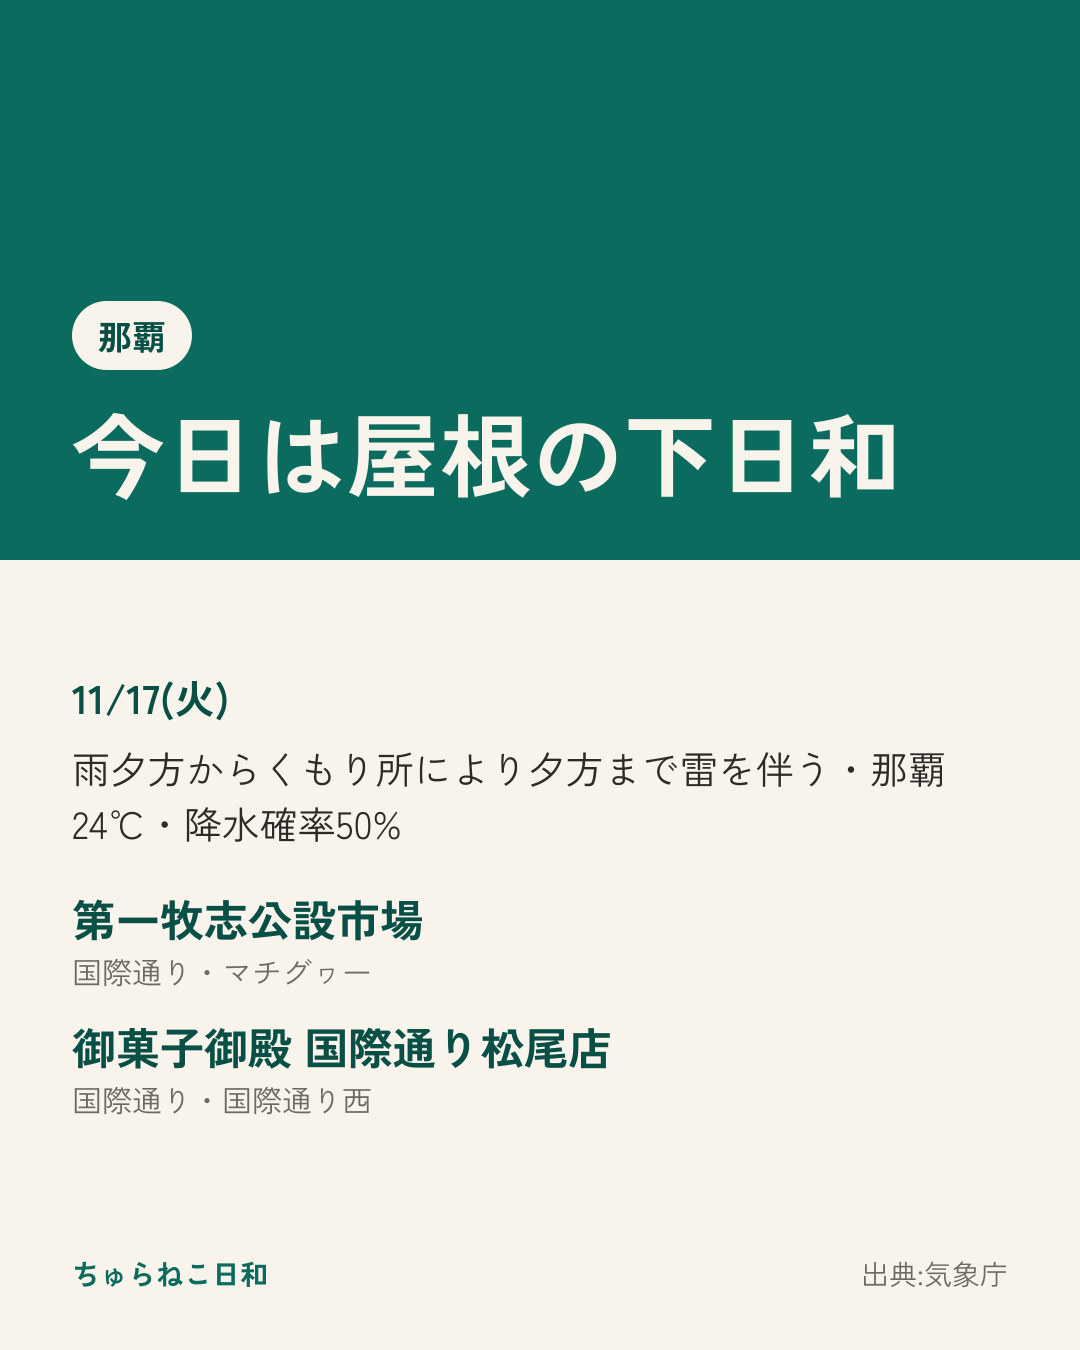 那覇
今日は屋根の下日和
11/17(火)
雨夕方からくもり所により夕方まで雷を伴う・那覇
24℃・降水確率50%
第一牧志公設市場
国際通り・マチグヮー
御菓子御殿 国際通り松尾店
国際通り・国際通り西
ちゅらねこ日和
出典:気象庁